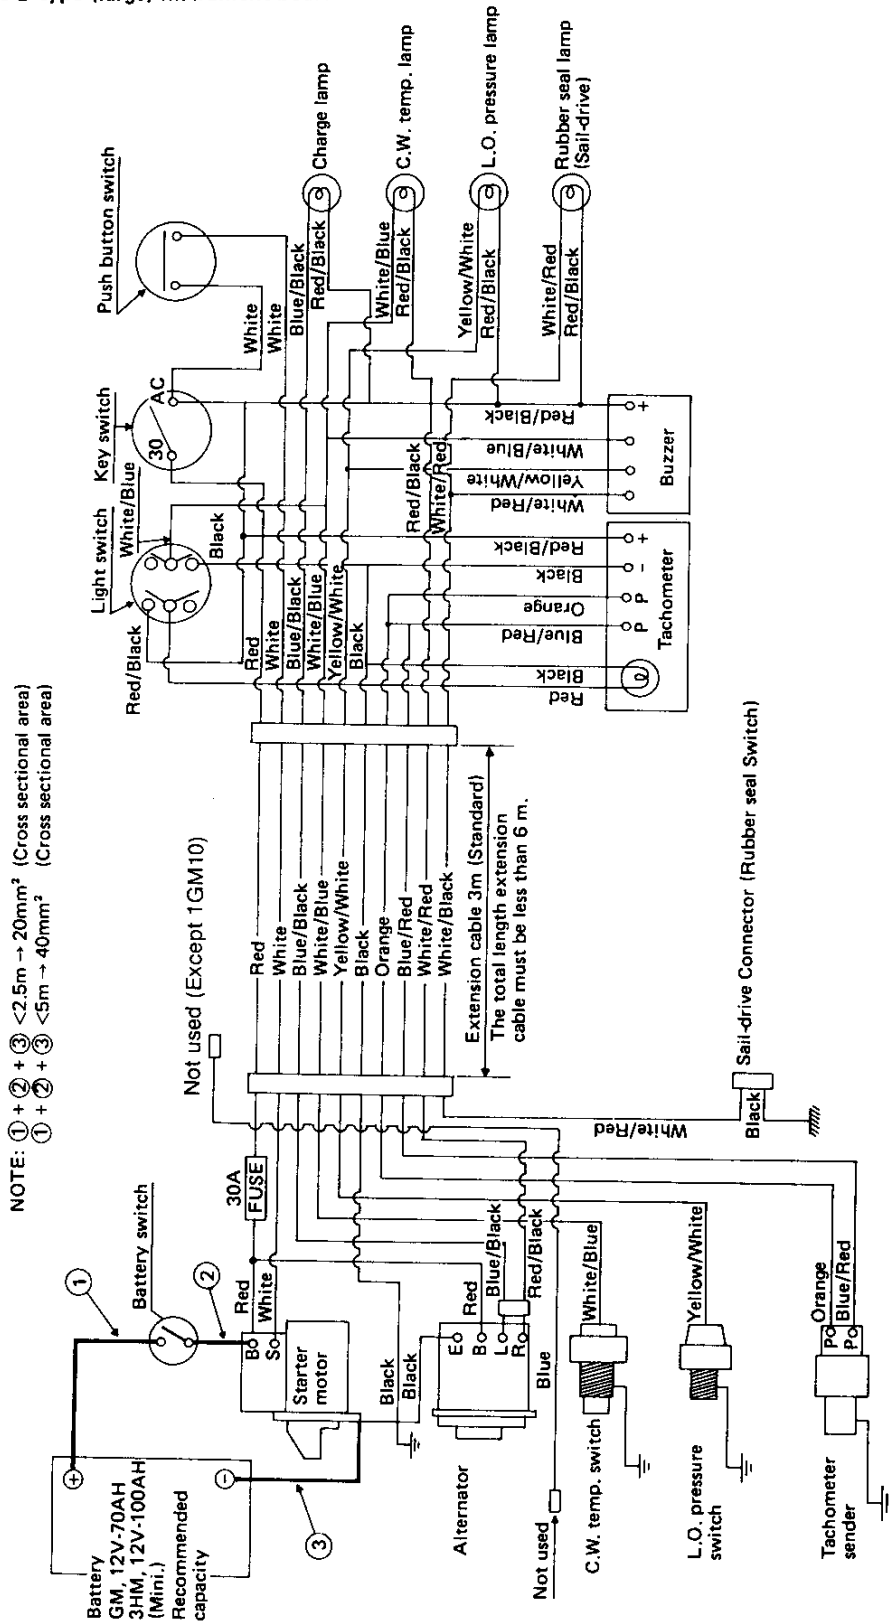 NOTE: ① + ② + ③ <2.5m → 20mm² (Cross sectional area)
① + ② + ③ <5m → 40mm² (Cross sectional area)
Push button switch
Key switch
White/Blue
Light switch
Red/Black
Black
30
AC
White
White
Blue/Black
Red/Black
Charge lamp
White/Blue
Red/Black
C.W. temp. lamp
Yellow/White
Red/Black
L.O. pressure lamp
White/Red
Red/Black
Rubber seal lamp
(Sail-drive)
Red
White
Blue/Black
White/Blue
Yellow/White
Black
Red/Black
White/Red
Red/Black
White/Blue
Yellow/White
White/Red
+
Buzzer
Red/Black
Black
Orange
Blue/Red
Black
Red
+
-
P
P
Tachometer
Not used (Except 1GM10)
Red
White
Blue/Black
White/Blue
Yellow/White
Black
Orange
Blue/Red
White/Red
White/Black
Extension cable 3m (Standard)
The total length extension
cable must be less than 6 m.
Sail-drive Connector (Rubber seal Switch)
White/Red
Black
Battery switch
①
②
③
30A
FUSE
Red
White
B
S
Starter
motor
Battery
GM, 12V-70AH
3HM, 12V-100AH
(Mini.)
Recommended
capacity
+
-
Black
Black
Red
Blue/Black
Red/Black
E
B
L
R
Alternator
Blue
Not used
White/Blue
C.W. temp. switch
Yellow/White
L.O. pressure
switch
Orange
Blue/Red
P
P
Tachometer
sender